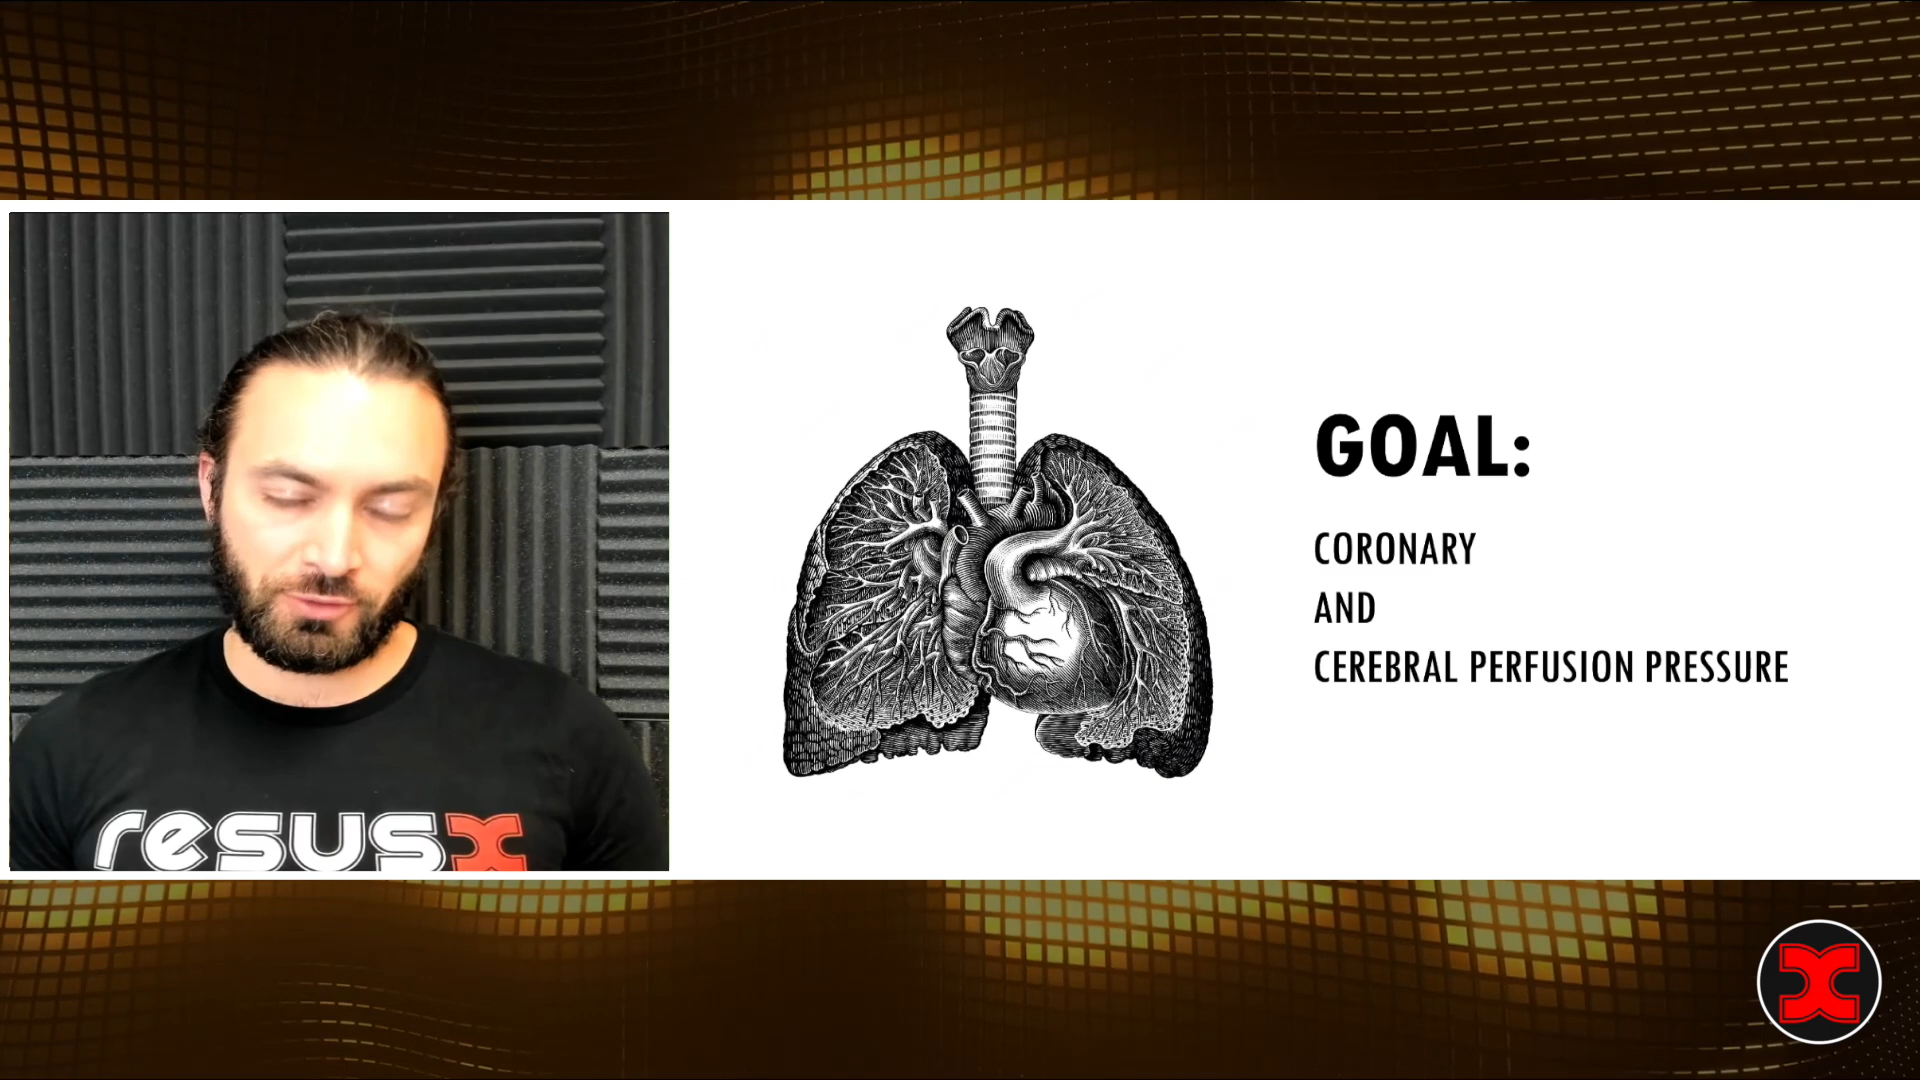 resusx
GOAL:
CORONARY
AND
CEREBRAL PERFUSION PRESSURE